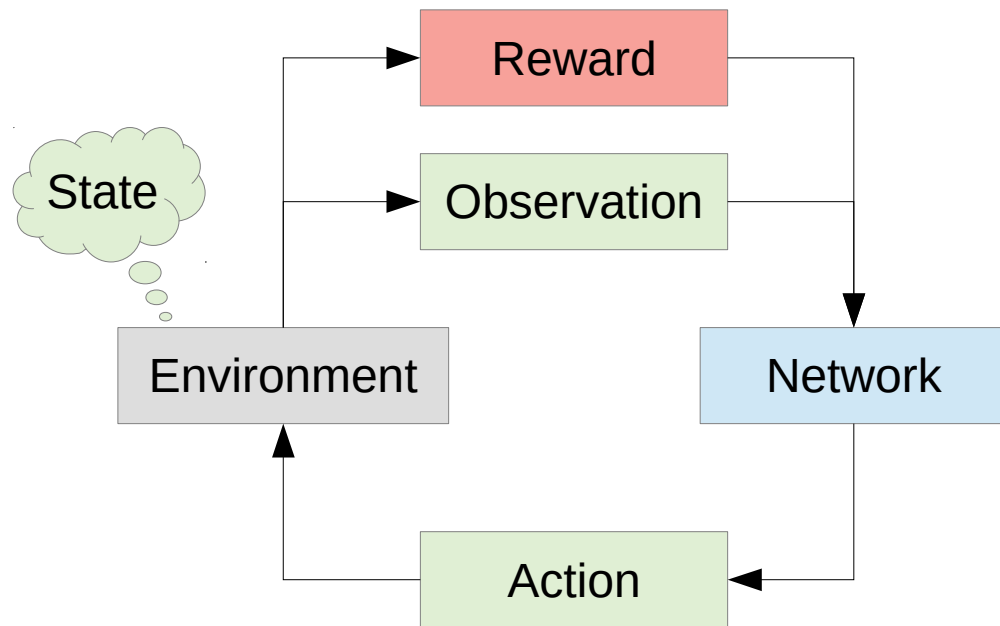 Reward
State
Observation
Environment
Network
Action